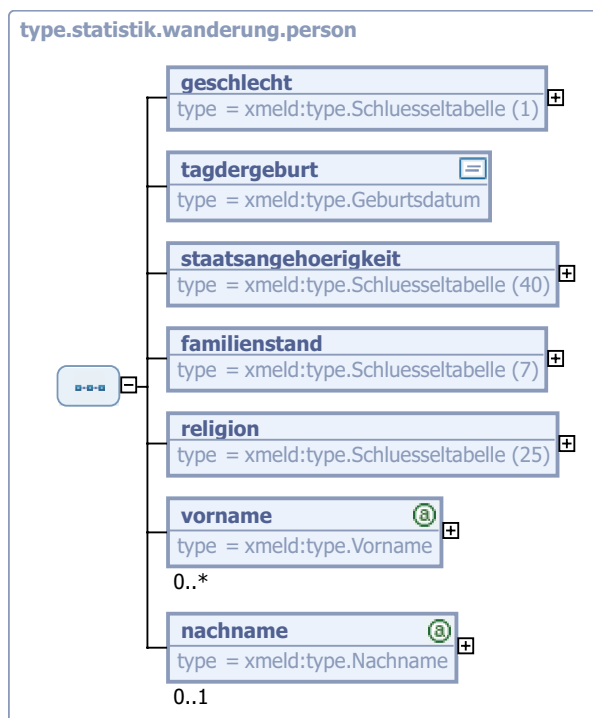 type.statistik.wanderung.person
geschlecht
type = xmeld:type.Schluesseltabelle (1)
tagdergeburt
type = xmeld:type.Geburtsdatum
staatsangehoerigkeit
type = xmeld:type.Schluesseltabelle (40)
familienstand
type = xmeld:type.Schluesseltabelle (7)
religion
type = xmeld:type.Schluesseltabelle (25)
vorname
a
type = xmeld:type.Vorname
0..*
nachname
a
type = xmeld:type.Nachname
0..1